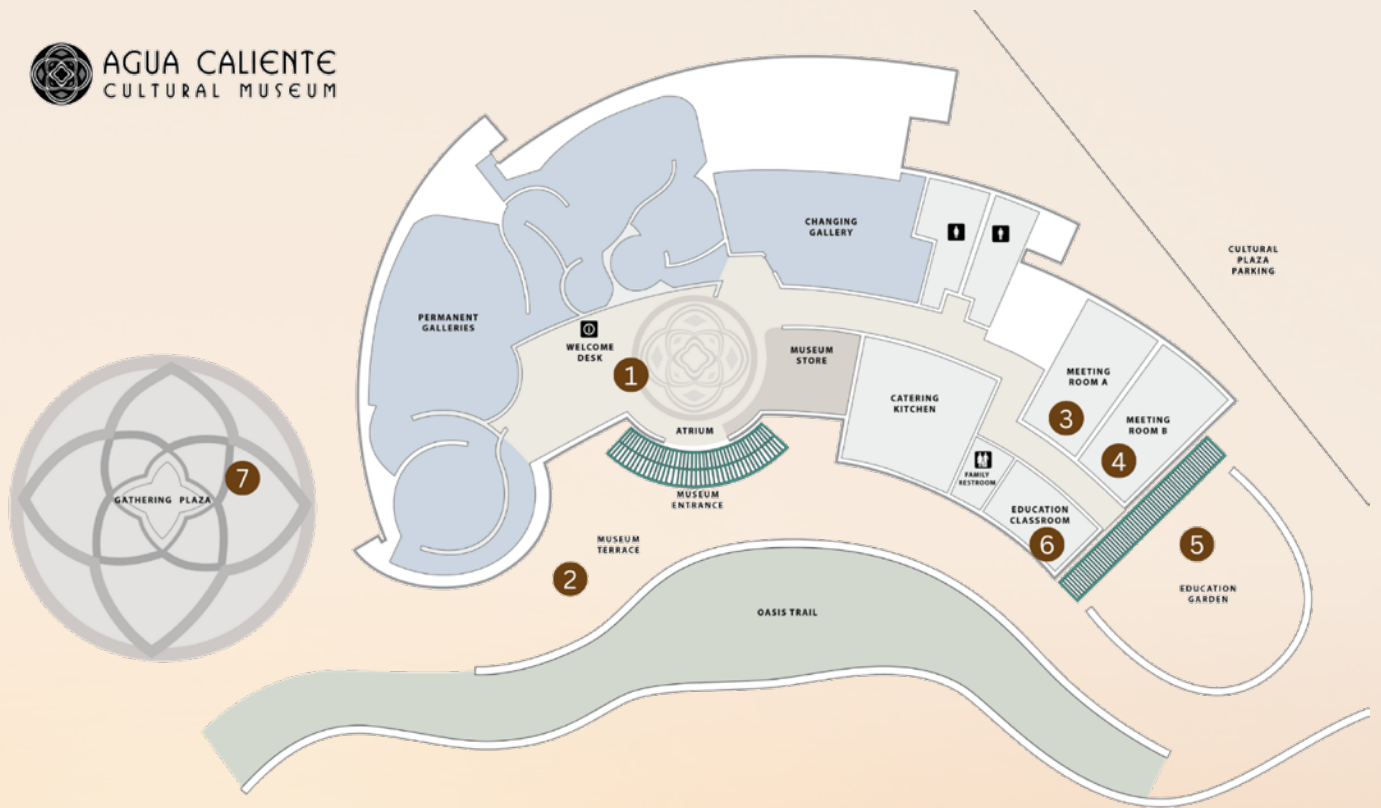 AGUA CALIENTE
CULTURAL MUSEUM
CHANGING
GALLERY
CULTURAL
PLAZA
PARKING
PERMANENT
GALLERIES
WELCOME
DESK
1
MUSEUM
STORE
MEETING
ROOM A
3
CATERING
KITCHEN
MEETING
ROOM B
4
ATRIUM
MUSEUM
ENTRANCE
FAMILY
RESTROOM
7
GATHERING PLAZA
EDUCATION
CLASSROOM
6
5
EDUCATION
GARDEN
MUSEUM
TERRACE
2
OASIS TRAIL